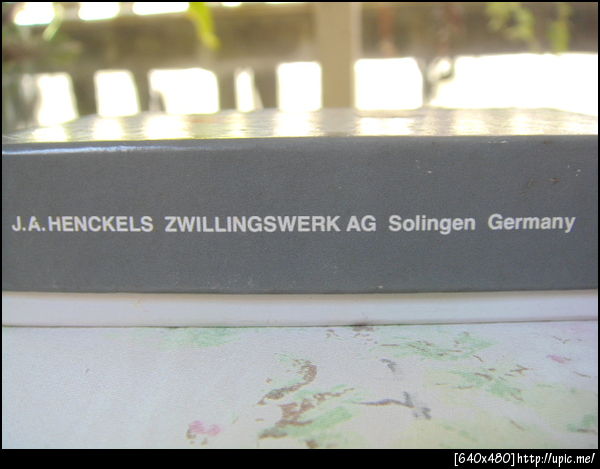 J.A. HENCKELS ZWILLINGSWERK AG Solingen Germany
[640x480]http://upic.me/